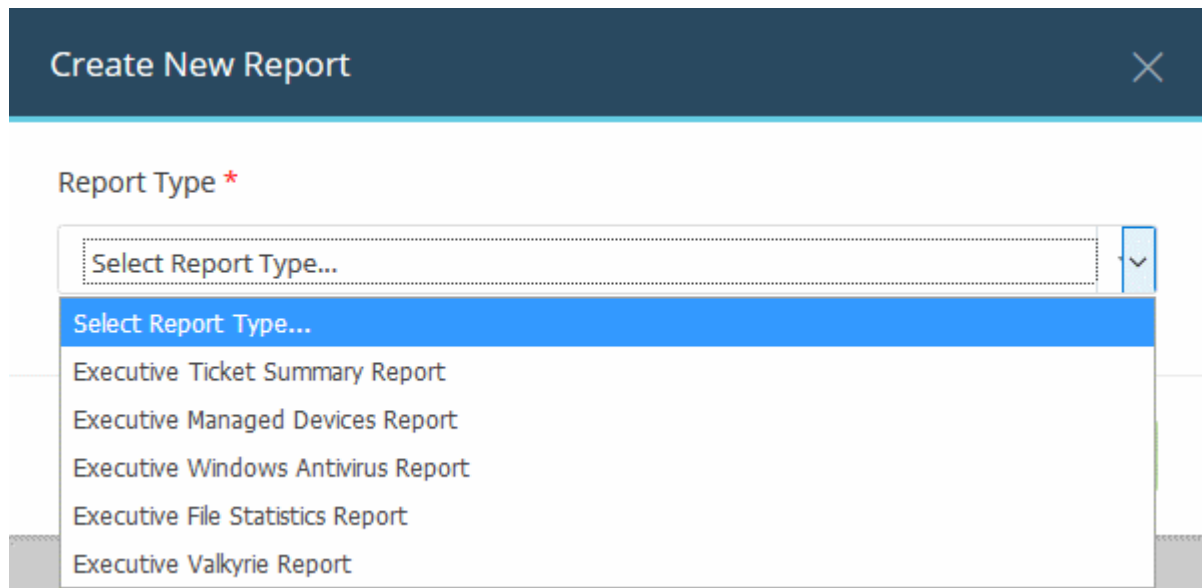 Create New Report
Report Type *
Select Report Type...
Select Report Type...
Executive Ticket Summary Report
Executive Managed Devices Report
Executive Windows Antivirus Report
Executive File Statistics Report
Executive Valkyrie Report